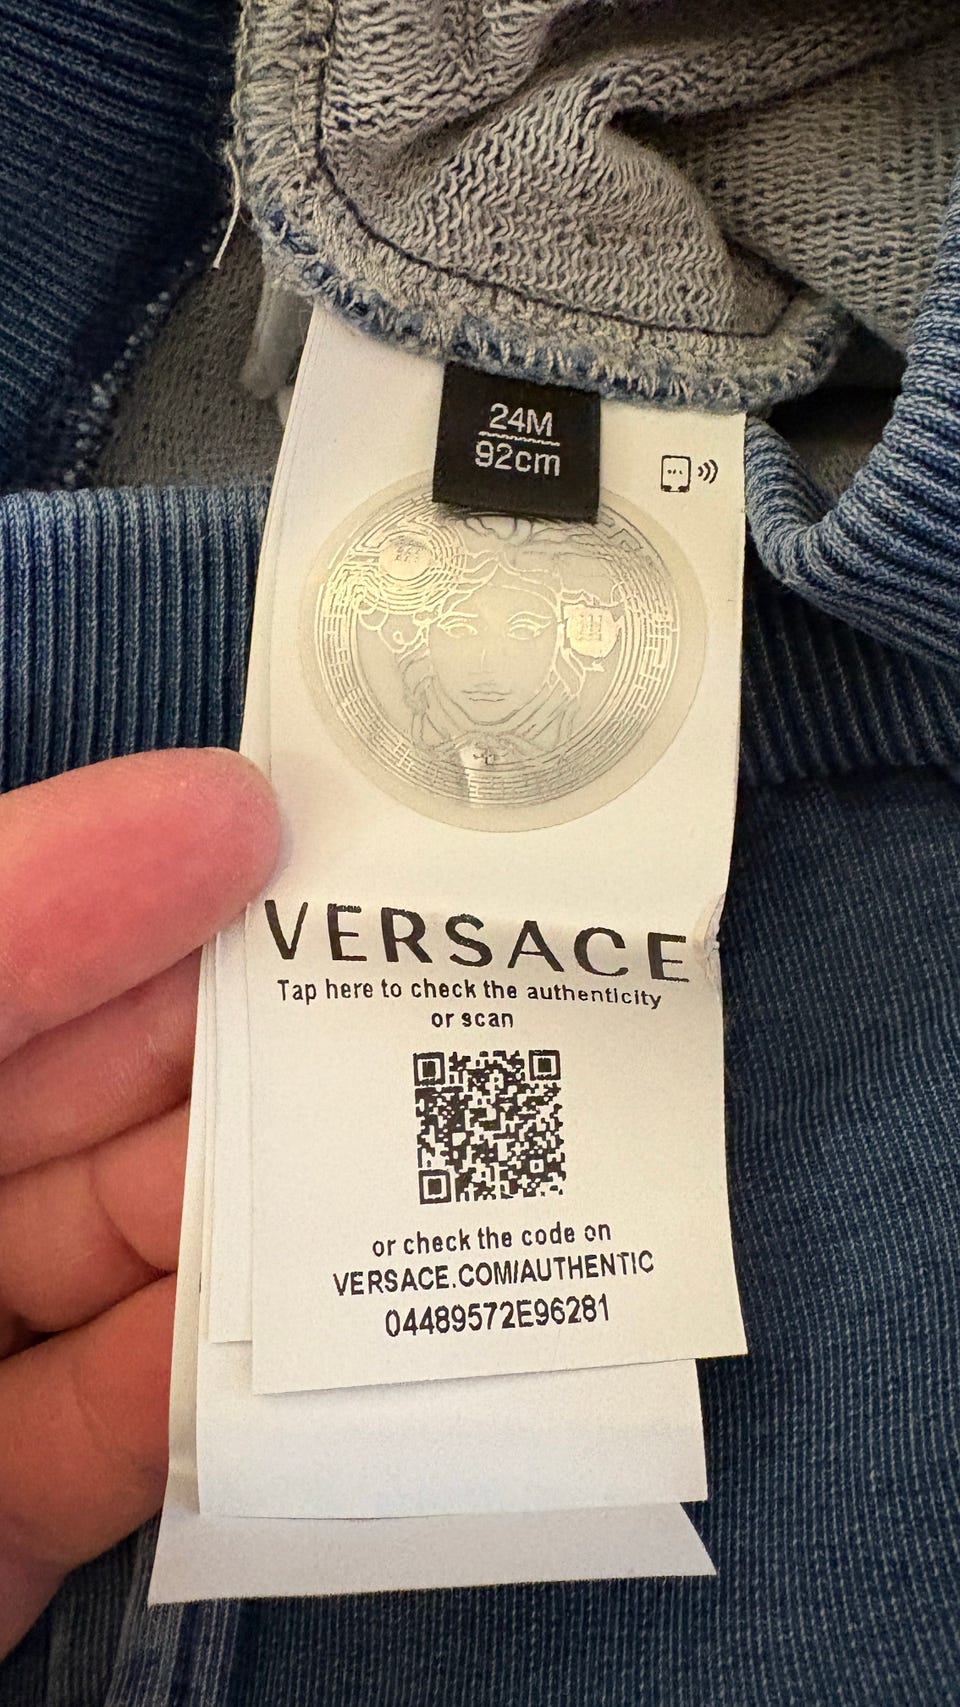 24M
92cm
VERSACE
Tap here to check the authenticity
or scan
or check the code on
VERSACE.COM/AUTHENTIC
04489572E96281